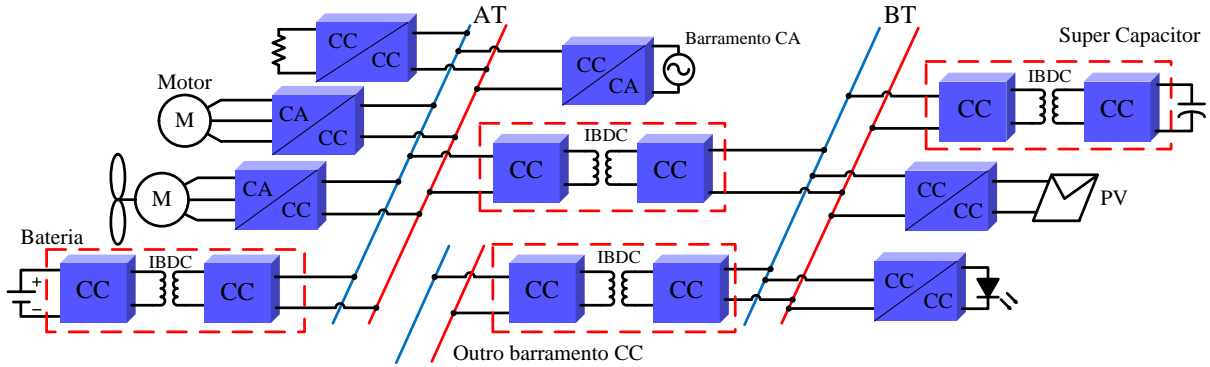 AT
BT
CC
CC
CC
CA
Barramento CA
Super Capacitor
IBDC
CC
CC
Motor
M
CA
CC
IBDC
CC
CC
M
CA
CC
CC
CC
PV
Bateria
+
−
IBDC
CC
CC
IBDC
CC
CC
CC
CC
Outro barramento CC